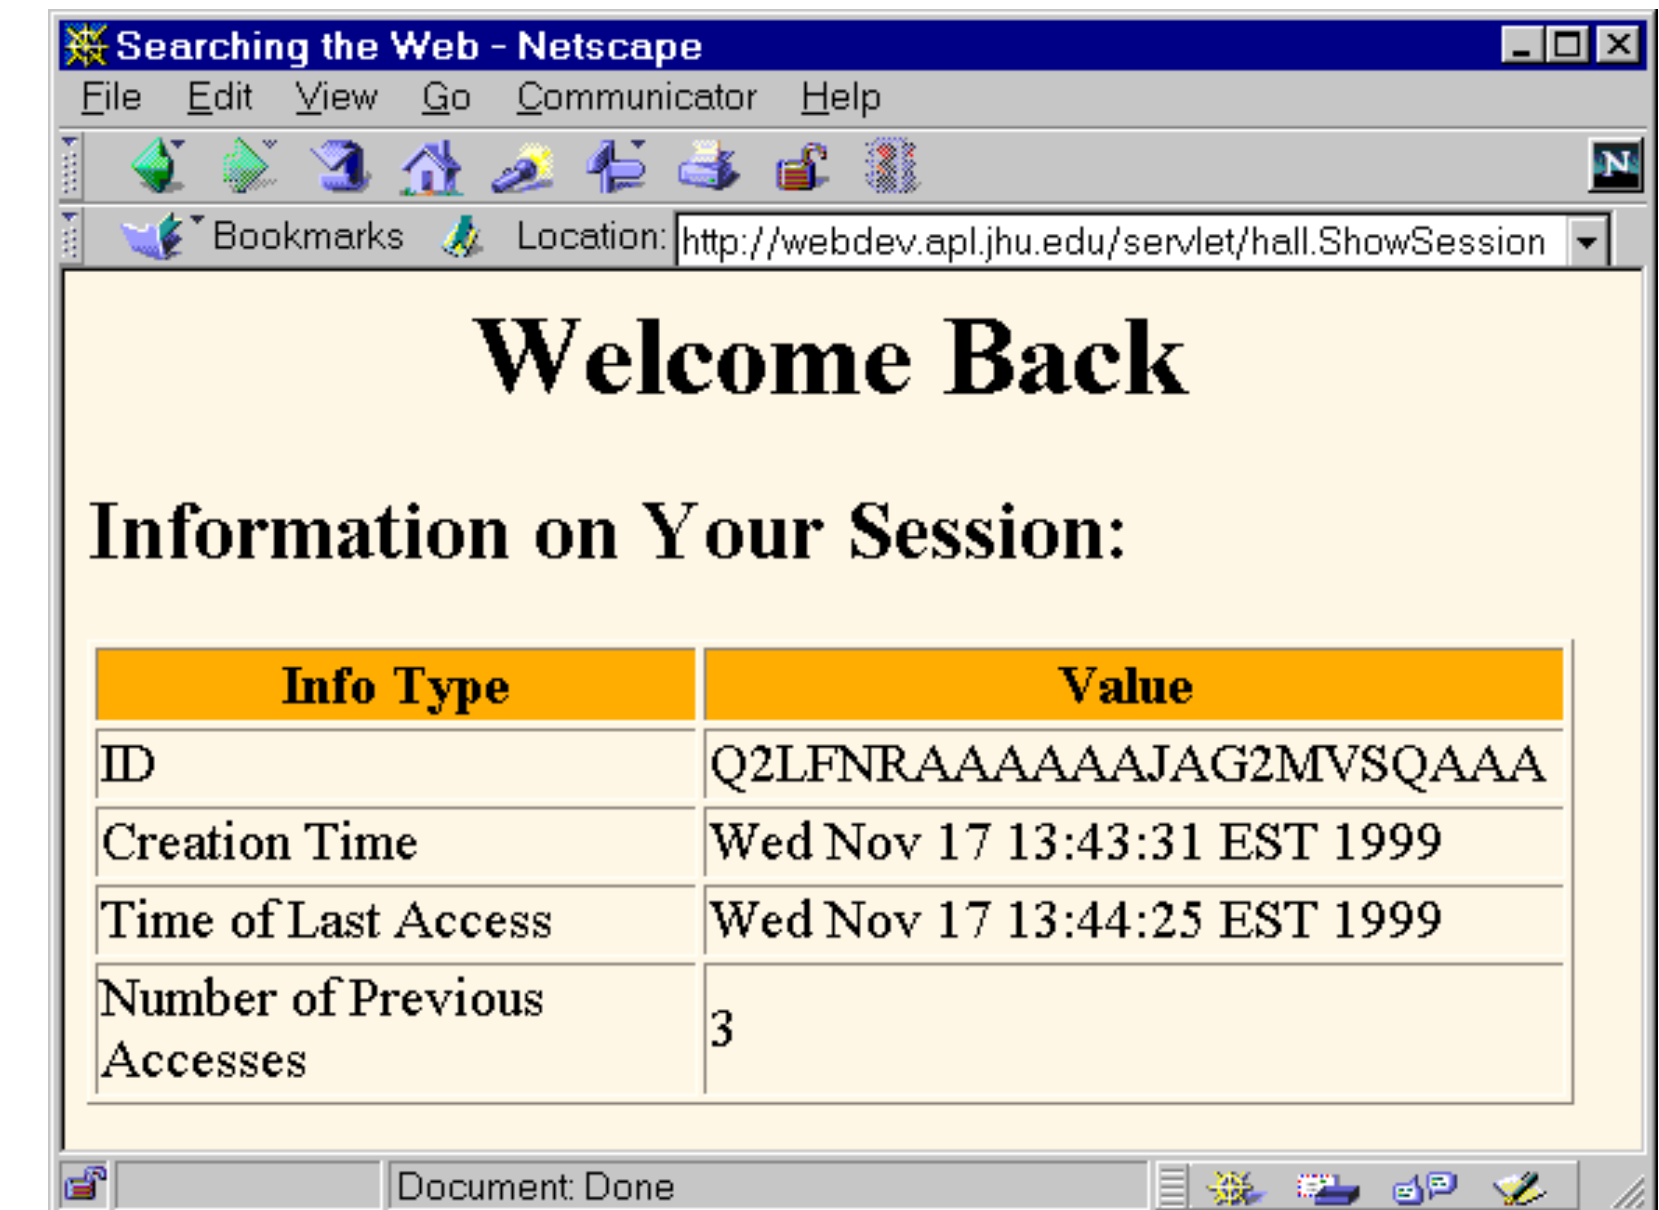 Searching the Web - Netscape
File Edit View Go Communicator Help
N
Bookmarks Location: http://webdev.apl.jhu.edu/servlet/hall.ShowSession
Welcome Back
Information on Your Session:
Info Type Value
ID Q2LFNRAAAAAAJAG2MVSQAAA
Creation Time Wed Nov 17 13:43:31 EST 1999
Time of Last Access Wed Nov 17 13:44:25 EST 1999
Number of Previous
Accesses 3
Document: Done